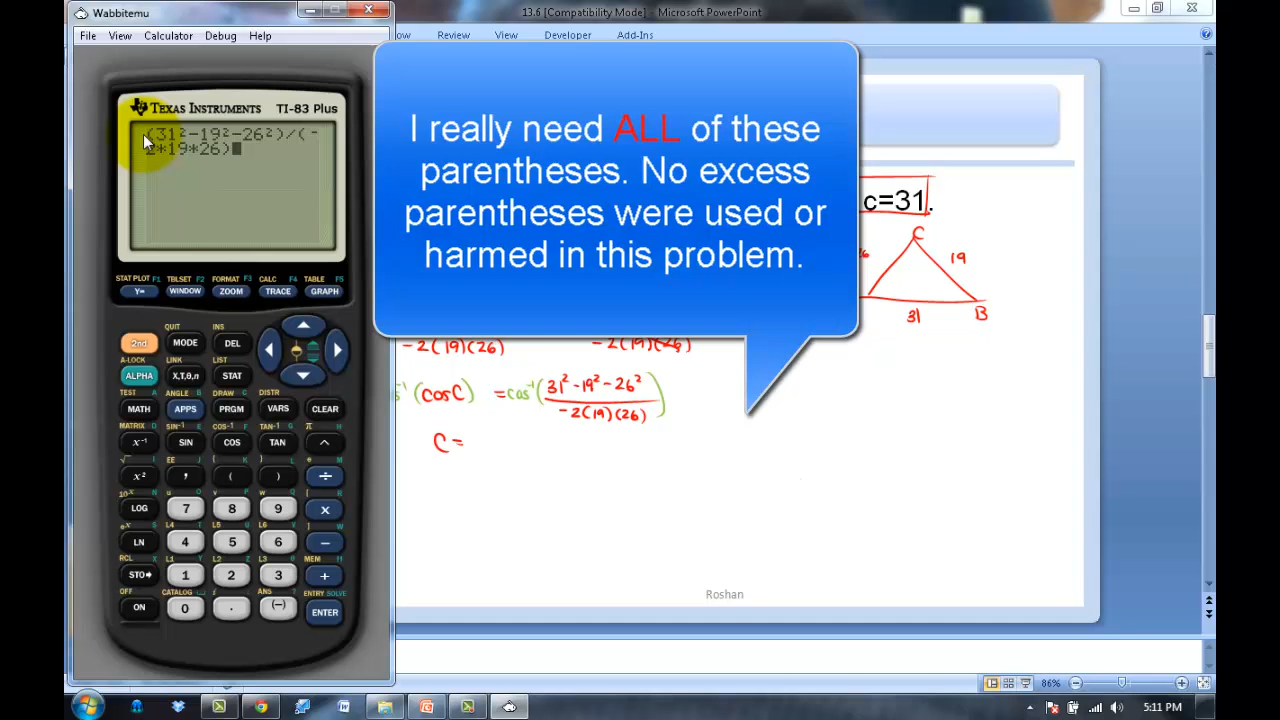 Wabbitemu
13.6 [Compatibility Mode] - Microsoft PowerPoint
File View Calculator Debug Help
ow Review View Developer Add-Ins
TEXAS INSTRUMENTS TI-83 Plus
(31²-19²-26²)/(-
2*19*26)
I really need ALL of these
parentheses. No excess
parentheses were used or
harmed in this problem.
c=31.
C
19
31 B
-2(19)(26) -2(19)(26)
(cosC) = cos⁻¹(31²-19²-26²
-2(19)(26))
C=
STAT PLOT F1 TBLSET F2 FORMAT F3 CALC F4 TABLE F5
Y= WINDOW ZOOM TRACE GRAPH
QUIT INS
2nd MODE DEL
A-LOCK LINK LIST
ALPHA X,T,θ,n STAT
TEST A ANGLE B DRAW C DISTR
MATH APPS PRGM VARS CLEAR
MATRIX D SIN⁻¹ E COS⁻¹ F TAN⁻¹ G π H
x⁻¹ SIN COS TAN ^
√ I EE J { K } L e M
x² , ( ) ÷
10ˣ N u O v P w Q [ R
LOG 7 8 9 ×
eˣ S L4 T L5 U L6 V ] W
LN 4 5 6 −
RCL X L1 Y L2 Z L3 θ MEM "
STO➔ 1 2 3 +
OFF CATALOG i : ANS ? ENTRY SOLVE
ON 0 . (−) ENTER
Roshan
86%
5:11 PM